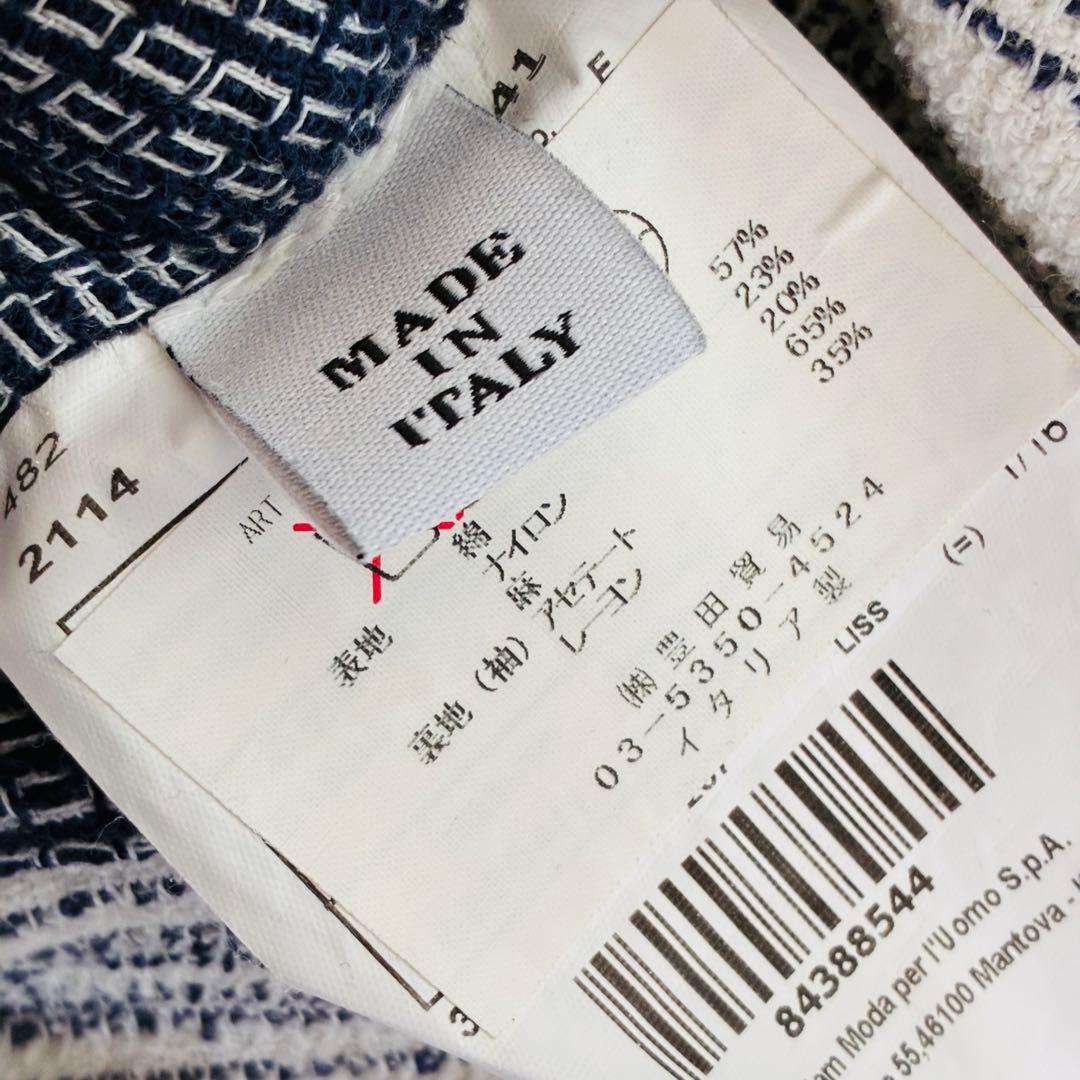 MADE
IN
ITALY
41
482
2114
ART
表地
綿 57%
ナイロン 23%
麻 20%
裏地(袖) アセテート 65%
レーヨン 35%
㈱豊田貿易
03-5350-4524
イタリア製
(=)
LISS
84388544
Moda per l'Uomo S.p.A.
55,46100 Mantova -